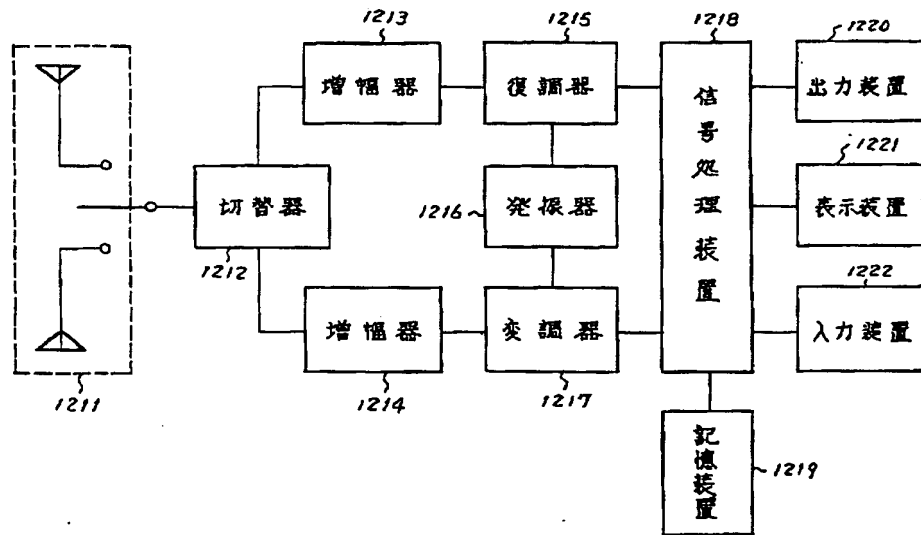 1213
1215
1218
1220
増幅器
復調器
信号処理装置
出力装置
1221
切替器
1216
発振器
表示装置
1212
1222
増幅器
変調器
入力装置
1211
1214
1217
記憶装置
1219